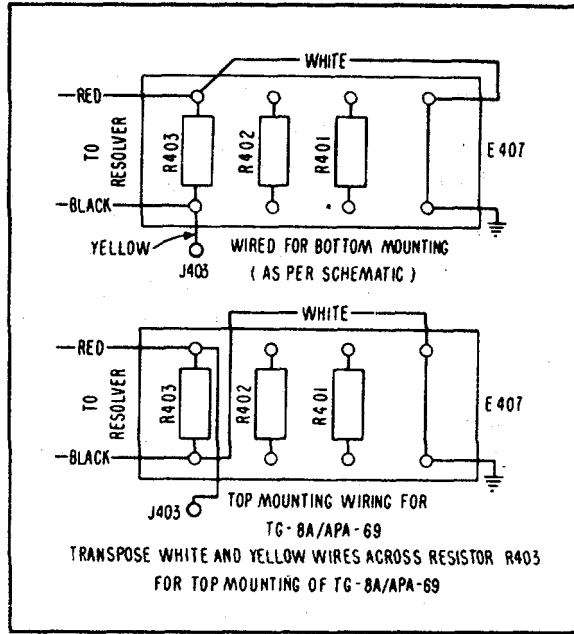 WHITE
RED
TO RESOLVER
R403
R402
R401
E407
BLACK
YELLOW
J403
WIRED FOR BOTTOM MOUNTING
( AS PER SCHEMATIC )
WHITE
RED
TO RESOLVER
R403
R402
R401
E407
BLACK
J403
TOP MOUNTING WIRING FOR
TG-8A/APA-69
TRANSPOSE WHITE AND YELLOW WIRES ACROSS RESISTOR R403
FOR TOP MOUNTING OF TG-8A/APA-69